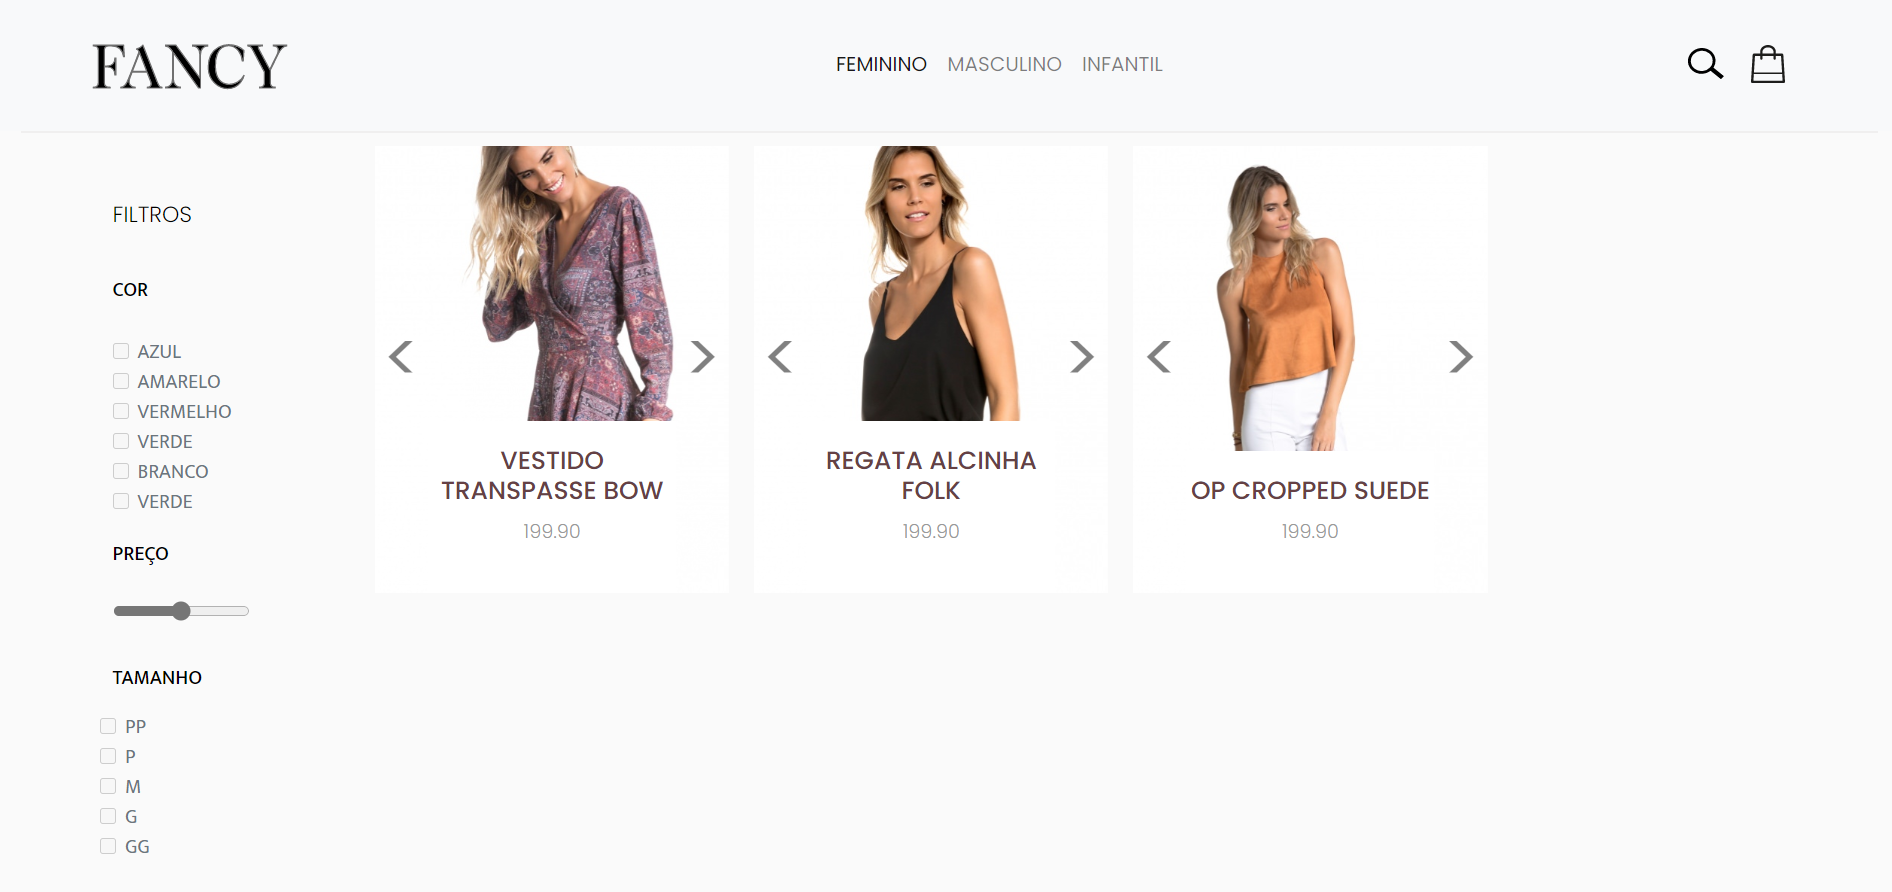 FANCY
FEMININO MASCULINO INFANTIL
FILTROS
COR
AZUL
AMARELO
VERMELHO
VERDE
BRANCO
VERDE
PREÇO
TAMANHO
PP
P
M
G
GG
VESTIDO
TRANSPASSE BOW
199.90
REGATA ALCINHA
FOLK
199.90
OP CROPPED SUEDE
199.90